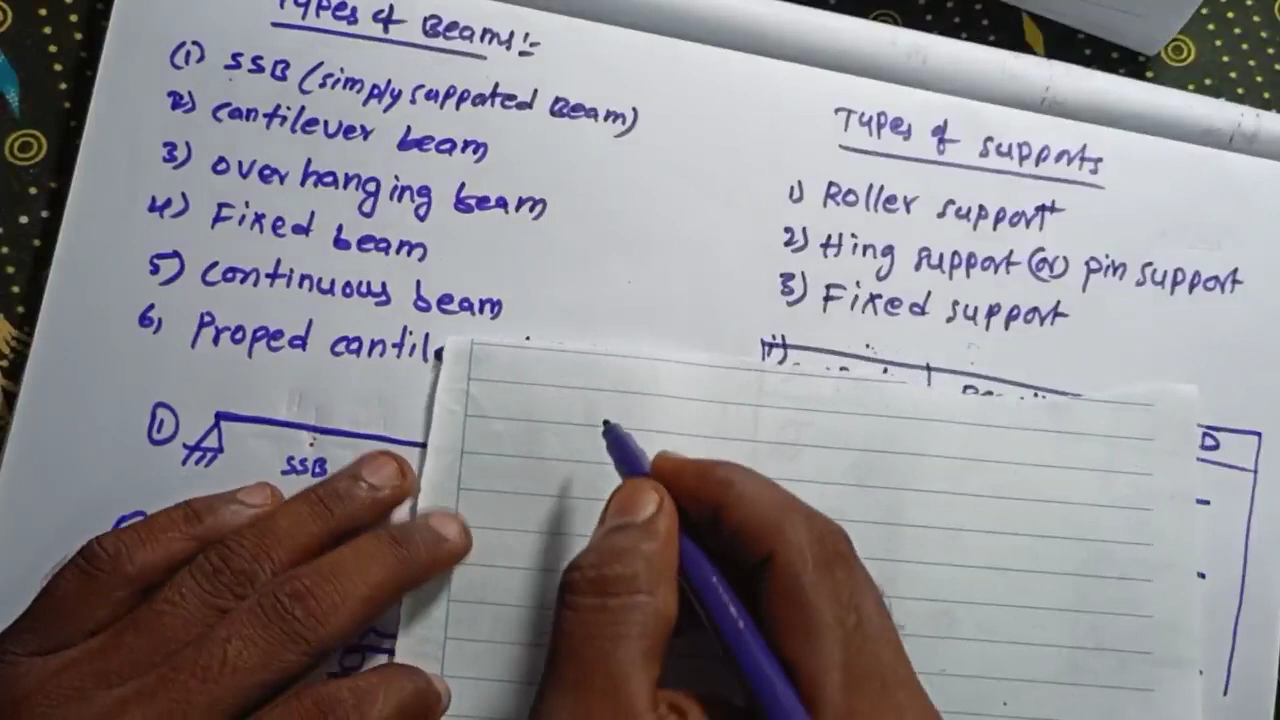 Types of Beams:-
(1) SSB (simply suppoted Beam)
2) cantilever beam
3) overhanging beam
4) Fixed beam
5) continuous beam
6, Proped cantil
Types of supports
1) Roller support
2) Hing support (or) pin support
3) Fixed support
(i)
① SSB
D